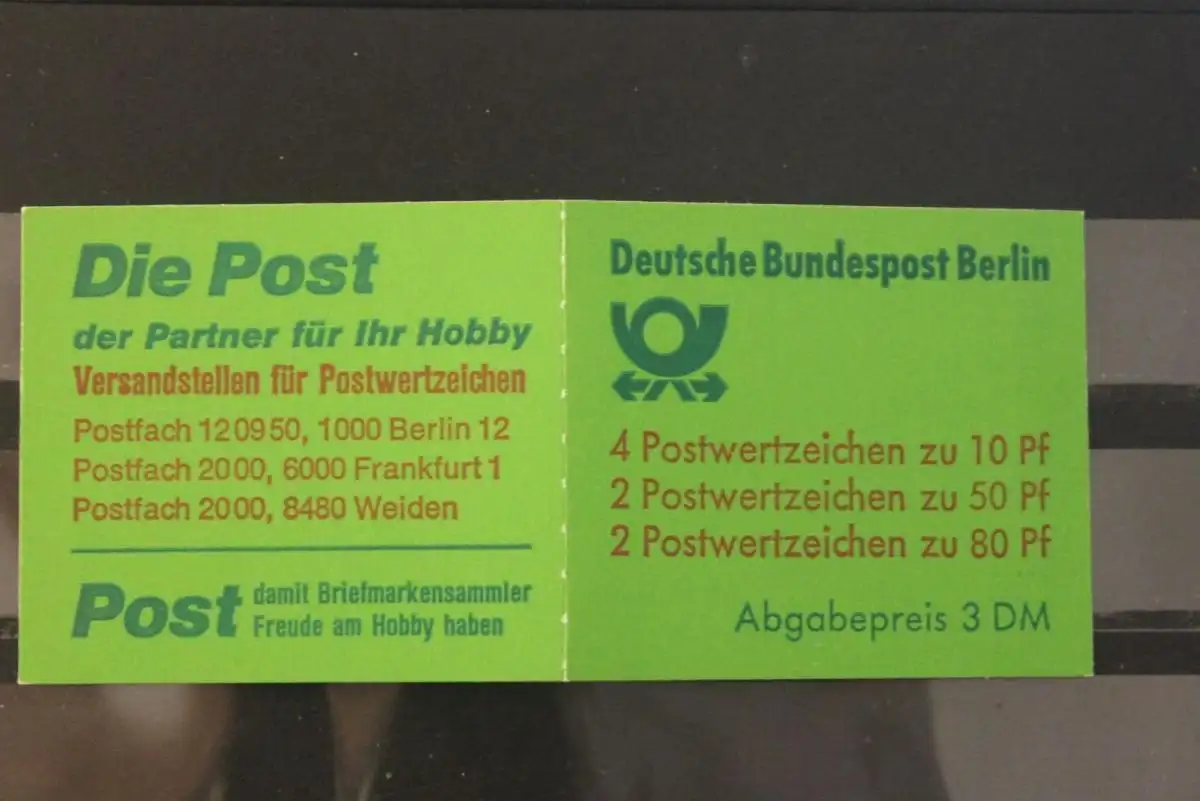 Die Post
der Partner für Ihr Hobby
Versandstellen für Postwertzeichen
Postfach 120950, 1000 Berlin 12
Postfach 2000, 6000 Frankfurt 1
Postfach 2000, 8480 Weiden
Post damit Briefmarkensammler
Freude am Hobby haben
Deutsche Bundespost Berlin
4 Postwertzeichen zu 10 Pf
2 Postwertzeichen zu 50 Pf
2 Postwertzeichen zu 80 Pf
Abgabepreis 3 DM